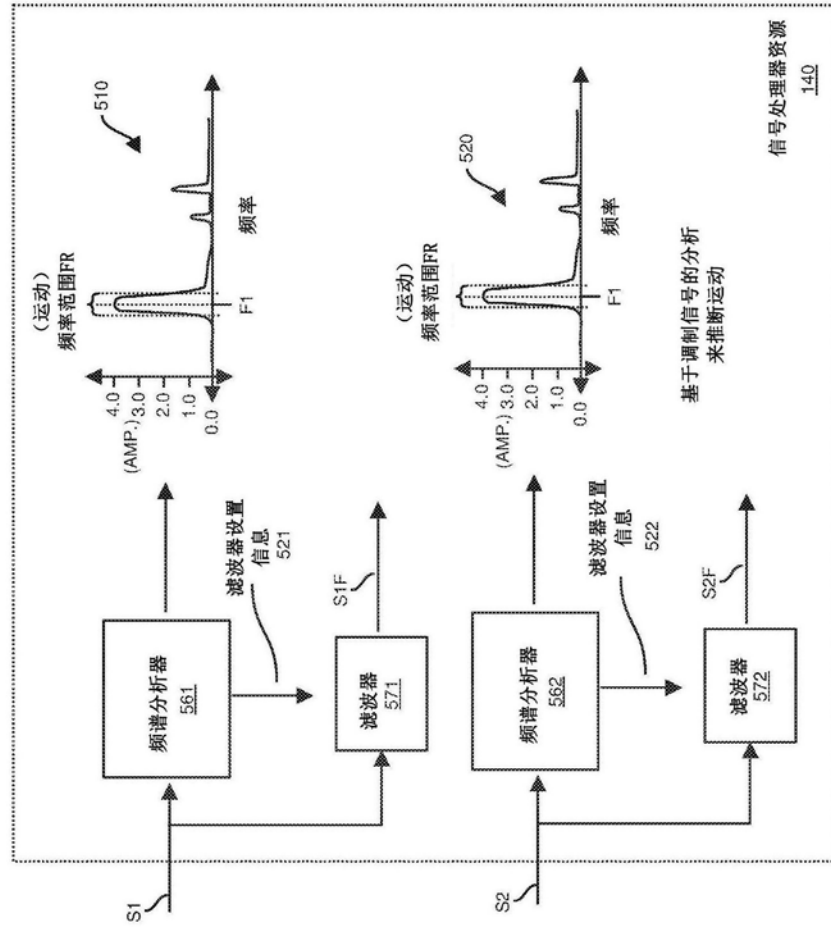 S1
频谱分析器
561
滤波器设置
信息
521
滤波器
571
S1F
(AMP.)
4.0
3.0
2.0
1.0
0.0
（运动）
频率范围FR
F1
频率
510
S2
频谱分析器
562
滤波器设置
信息
522
滤波器
572
S2F
(AMP.)
4.0
3.0
2.0
1.0
0.0
（运动）
频率范围FR
F1
频率
520
基于调制信号的分析
来推断运动
信号处理器资源
140